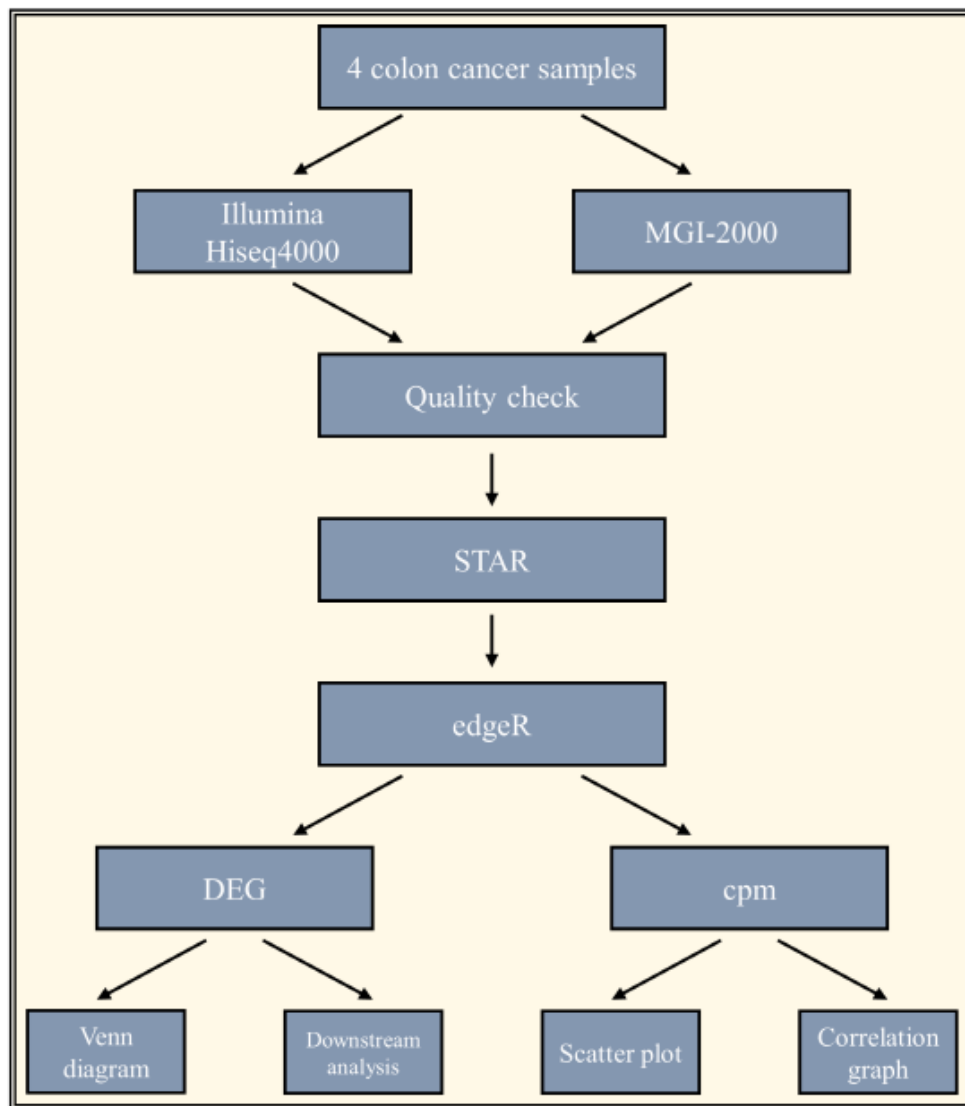 4 colon cancer samples
Illumina
Hiseq4000
MGI-2000
Quality check
STAR
edgeR
DEG
cpm
Venn
diagram
Downstream
analysis
Scatter plot
Correlation
graph